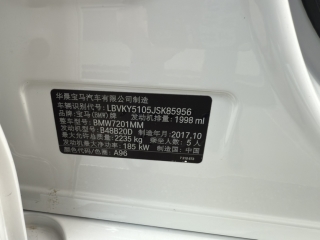 华晨宝马汽车有限公司制造
车辆识别代号: LBVKY5105JSK85956
品牌: 宝马(BMW)牌 发动机排量: 1998 ml
整车型号: BMW7201MM
发动机型号: B48B20D 制造年月: 2017.10
最大允许总质量: 2235 kg 乘坐人数: 5 人
发动机最大净功率: 185 kW 制造国: 中国
颜色代号: A96